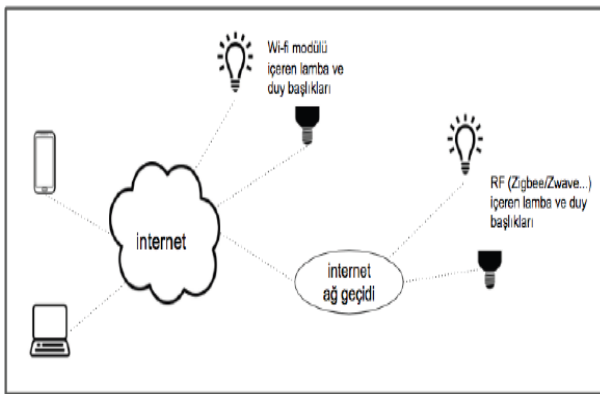 Wi-fi modülü
içeren lamba ve
duy başlıkları
RF (Zigbee/Zwave...)
içeren lamba ve duy
başlıkları
internet
internet
ağ geçidi